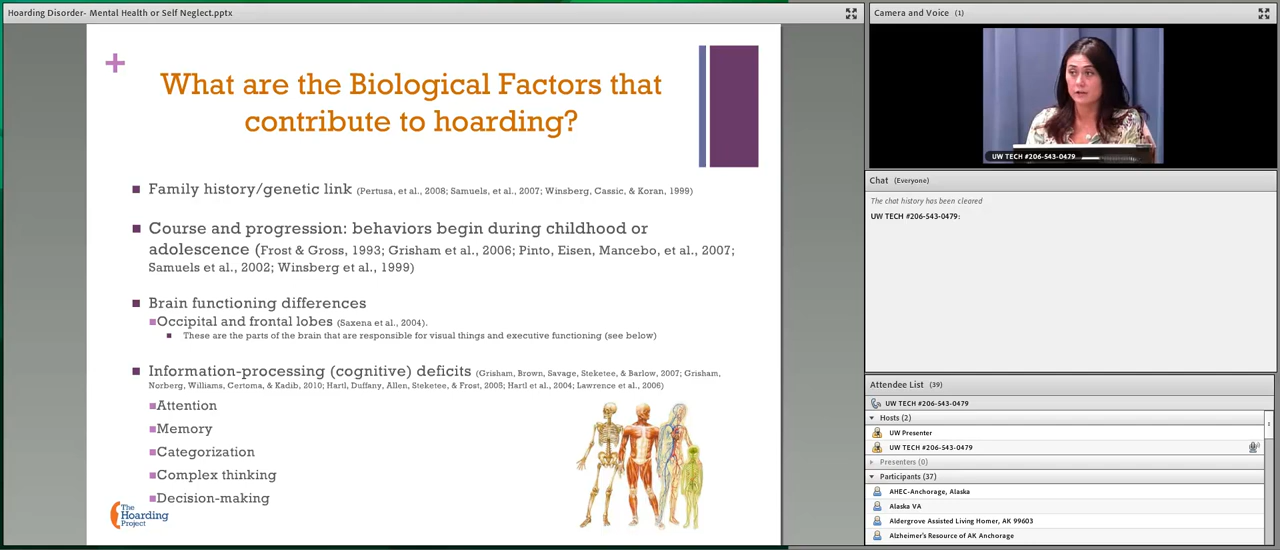 Hoarding Disorder- Mental Health or Self Neglect.pptx
+
What are the Biological Factors that
contribute to hoarding?
Family history/genetic link (Pertusa, et al., 2008; Samuels, et al., 2007; Winsberg, Cassic, & Koran, 1999)
Course and progression: behaviors begin during childhood or
adolescence (Frost & Gross, 1993; Grisham et al., 2006; Pinto, Eisen, Mancebo, et al., 2007;
Samuels et al., 2002; Winsberg et al., 1999)
Brain functioning differences
Occipital and frontal lobes (Saxena et al., 2004).
These are the parts of the brain that are responsible for visual things and executive functioning (see below)
Information-processing (cognitive) deficits (Grisham, Brown, Savage, Steketee, & Barlow, 2007; Grisham,
Norberg, Williams, Certoma, & Kadib, 2010; Hartl, Duffany, Allen, Steketee, & Frost, 2005; Hartl et al., 2004; Lawrence et al., 2006)
Attention
Memory
Categorization
Complex thinking
Decision-making
The
Hoarding
Project
Camera and Voice (1)
UW TECH #206-543-0479
Chat (Everyone)
The chat history has been cleared
UW TECH #206-543-0479:
Attendee List (39)
UW TECH #206-543-0479
Hosts (2)
UW Presenter
UW TECH #206-543-0479
Presenters (0)
Participants (37)
AHEC-Anchorage, Alaska
Alaska VA
Aldergrove Assisted Living Homer, AK 99603
Alzheimer's Resource of AK Anchorage